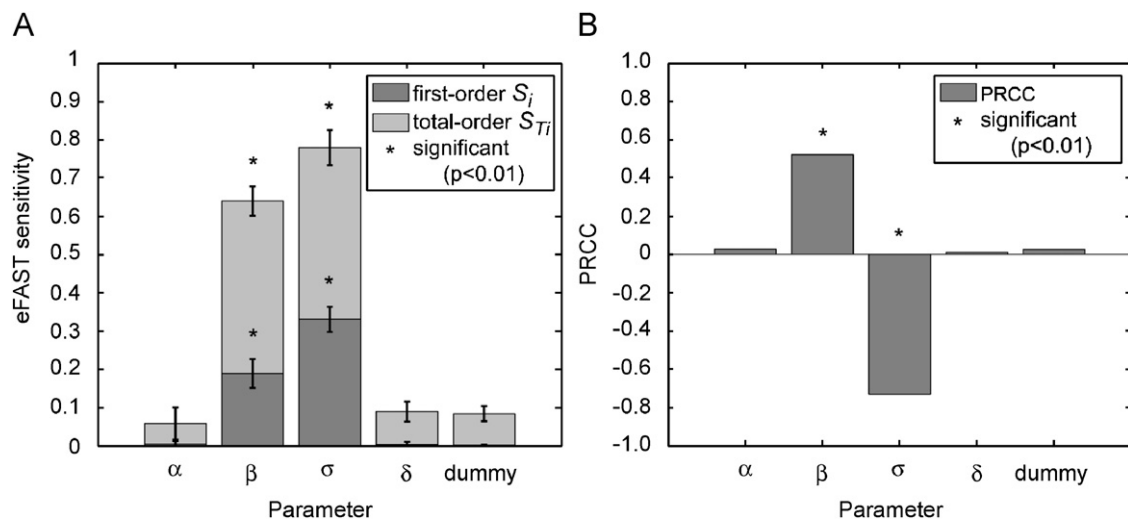 A
B
eFAST sensitivity
1
0.9
0.8
0.7
0.6
0.5
0.4
0.3
0.2
0.1
0
first-order Si
total-order STi
* significant
(p<0.01)
*
*
*
*
α
β
σ
δ
dummy
Parameter
PRCC
1.0
0.8
0.6
0.4
0.2
0
-0.2
-0.4
-0.6
-0.8
-1.0
PRCC
* significant
(p<0.01)
*
*
α
β
σ
δ
dummy
Parameter